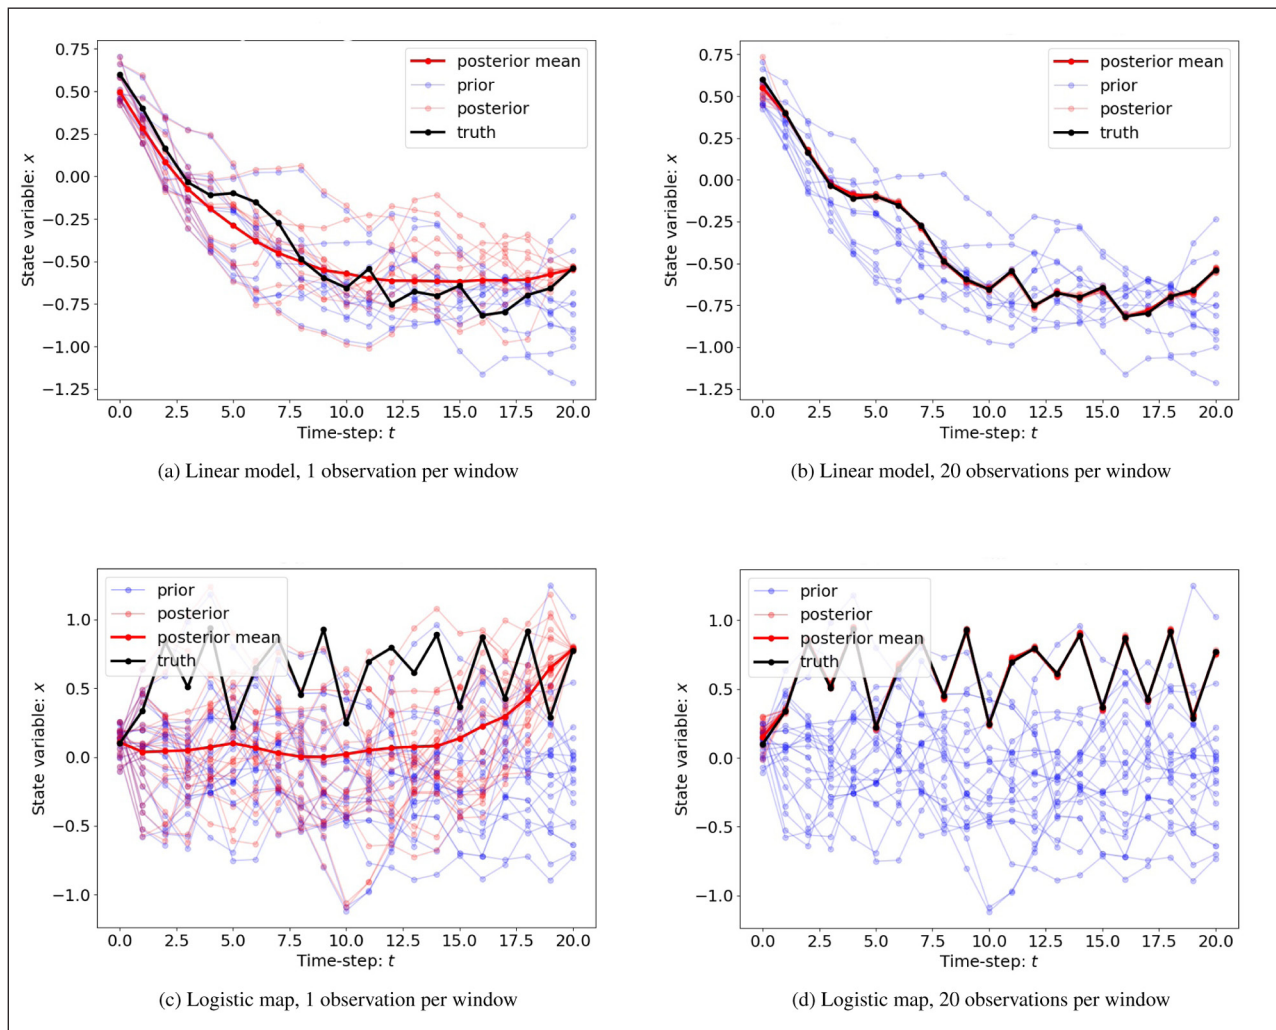 posterior mean
prior
posterior
truth
State variable: x
0.75
0.50
0.25
0.00
−0.25
−0.50
−0.75
−1.00
−1.25
0.0 2.5 5.0 7.5 10.0 12.5 15.0 17.5 20.0
Time-step: t
(a) Linear model, 1 observation per window
posterior mean
prior
posterior
truth
State variable: x
0.75
0.50
0.25
0.00
−0.25
−0.50
−0.75
−1.00
−1.25
0.0 2.5 5.0 7.5 10.0 12.5 15.0 17.5 20.0
Time-step: t
(b) Linear model, 20 observations per window
prior
posterior
posterior mean
truth
State variable: x
1.0
0.5
0.0
−0.5
−1.0
0.0 2.5 5.0 7.5 10.0 12.5 15.0 17.5 20.0
Time-step: t
(c) Logistic map, 1 observation per window
prior
posterior
posterior mean
truth
State variable: x
1.0
0.5
0.0
−0.5
−1.0
0.0 2.5 5.0 7.5 10.0 12.5 15.0 17.5 20.0
Time-step: t
(d) Logistic map, 20 observations per window